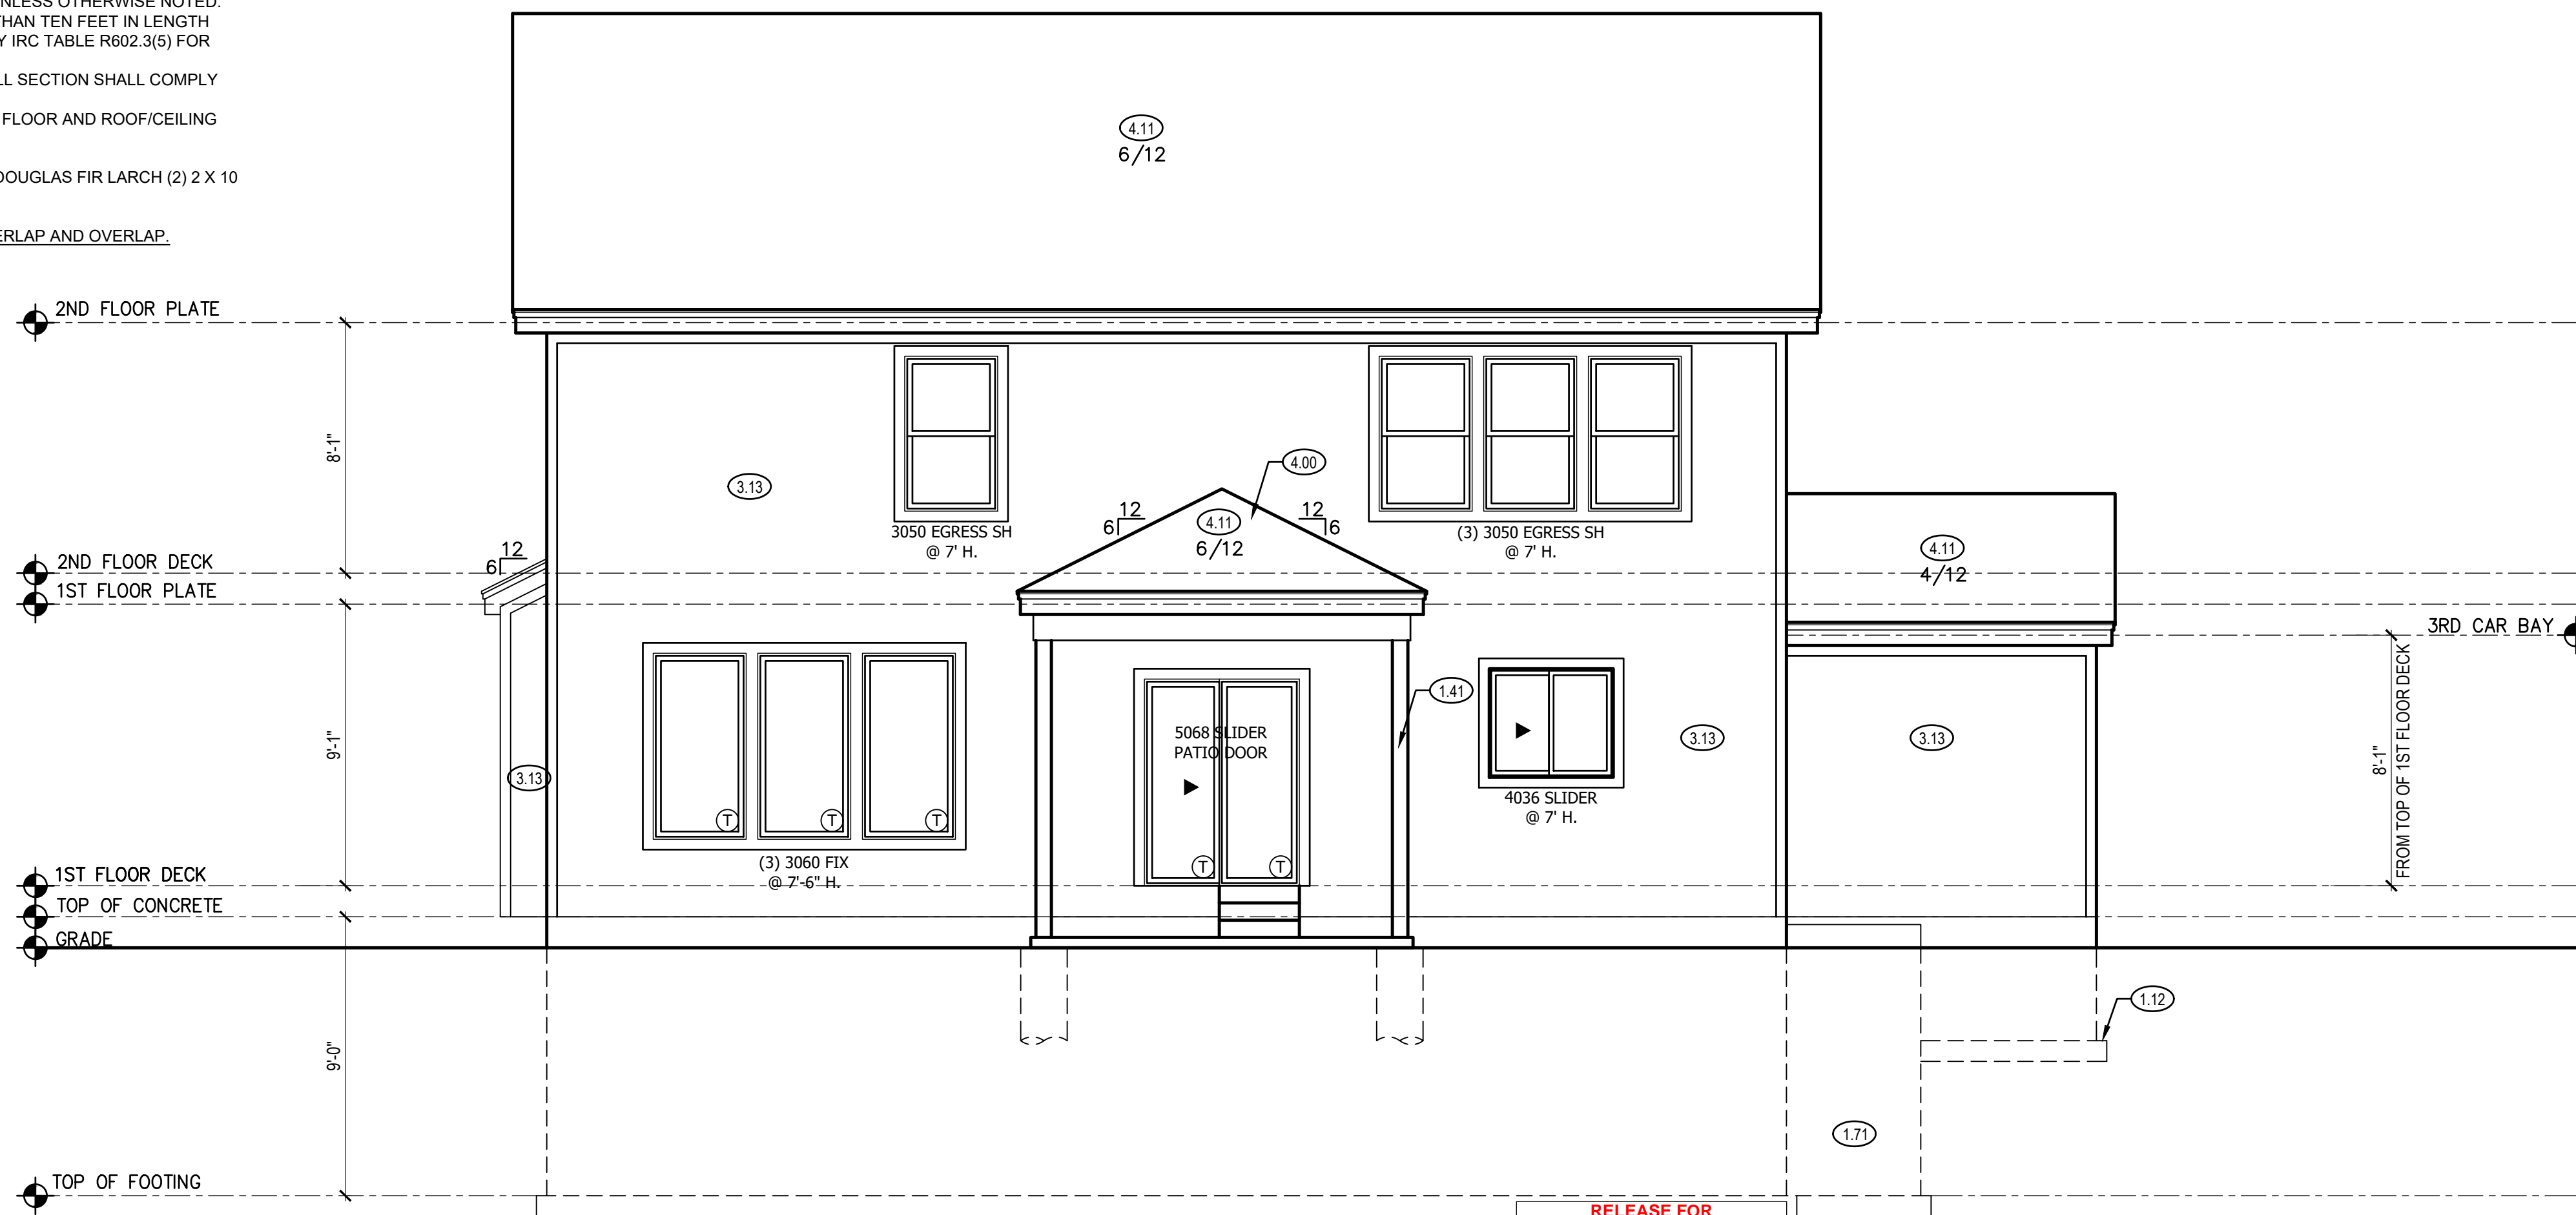 NLESS OTHERWISE NOTED.
THAN TEN FEET IN LENGTH
Y IRC TABLE R602.3(5) FOR
LL SECTION SHALL COMPLY
FLOOR AND ROOF/CEILING
DOUGLAS FIR LARCH (2) 2 X 10
ERLAP AND OVERLAP.
4.11
6/12
2ND FLOOR PLATE
8'-1"
3.13
3050 EGRESS SH
@ 7' H.
4.00
12
6
12
6
4.11
6/12
(3) 3050 EGRESS SH
@ 7' H.
12
6
2ND FLOOR DECK
1ST FLOOR PLATE
4.11
4/12
3RD CAR BAY
9'-1"
3.13
T
T
T
(3) 3060 FIX
@ 7'-6" H.
5068 SLIDER
PATIO DOOR
T
T
1.41
4036 SLIDER
@ 7' H.
3.13
3.13
8'-1"
FROM TOP OF 1ST FLOOR DECK
1ST FLOOR DECK
TOP OF CONCRETE
GRADE
9'-0"
1.12
1.71
TOP OF FOOTING
RELEASE FOR